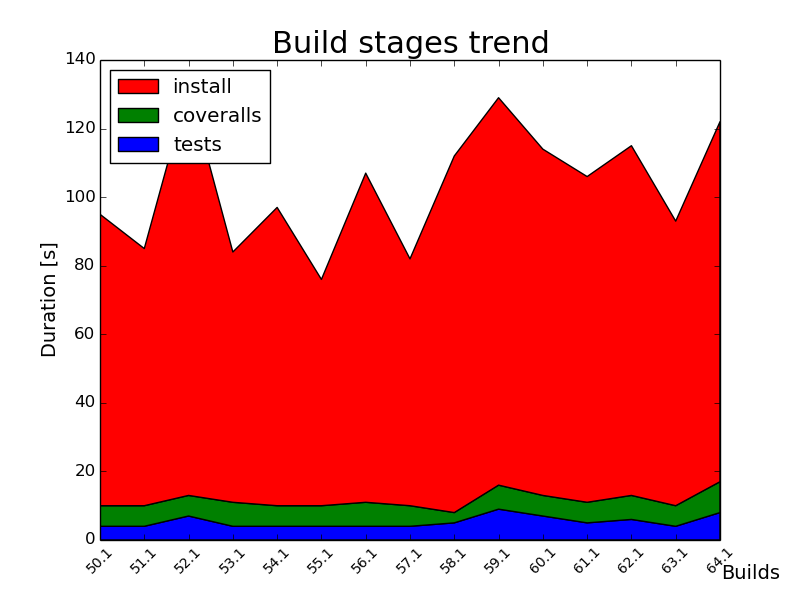 Build stages trend
install
coveralls
tests
140
120
100
80
60
40
20
0
Duration [s]
50.1 51.1 52.1 53.1 54.1 55.1 56.1 57.1 58.1 59.1 60.1 61.1 62.1 63.1 64.1
Builds